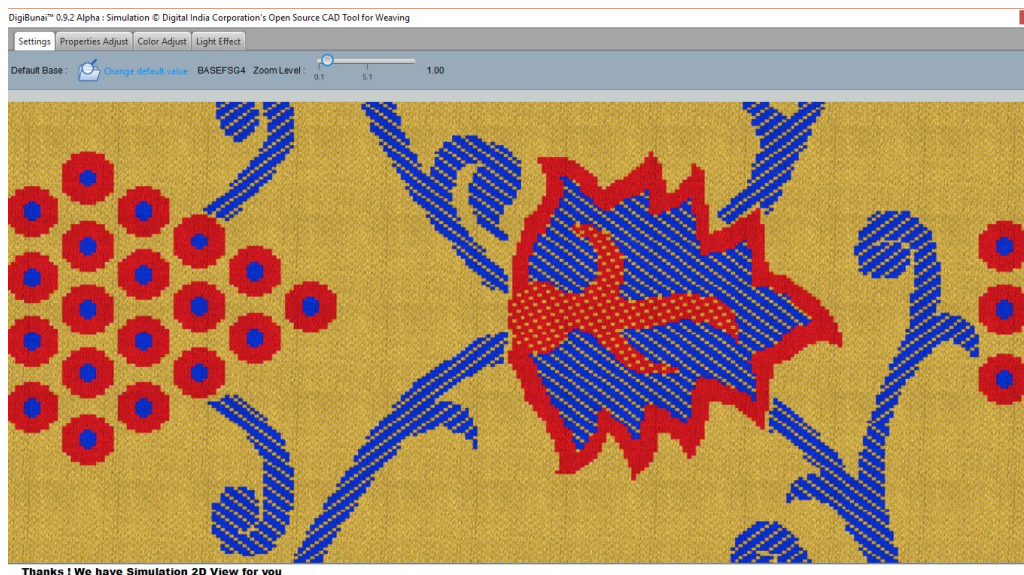 DigiBunai™ 0.9.2 Alpha : Simulation © Digital India Corporation's Open Source CAD Tool for Weaving
Settings Properties Adjust Color Adjust Light Effect
Default Base : Change default value BASEFSG4 Zoom Level : 1.00
0.1 5.1
Thanks ! We have Simulation 2D View for you